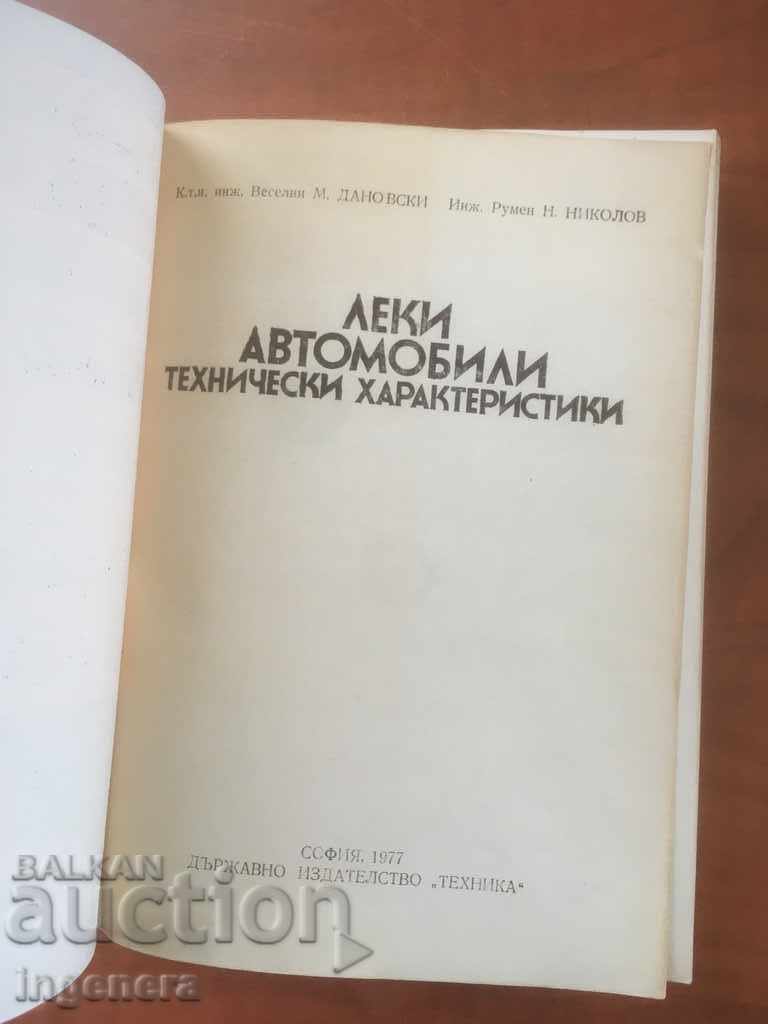 К.т.н. инж. Веселин М. ДАНОВСКИ Инж. Румен Н. НИКОЛОВ
ЛЕКИ
АВТОМОБИЛИ
ТЕХНИЧЕСКИ ХАРАКТЕРИСТИКИ
СОФИЯ, 1977
ДЪРЖАВНО ИЗДАТЕЛСТВО „ТЕХНИКА“
BALKAN
auction
ingenera